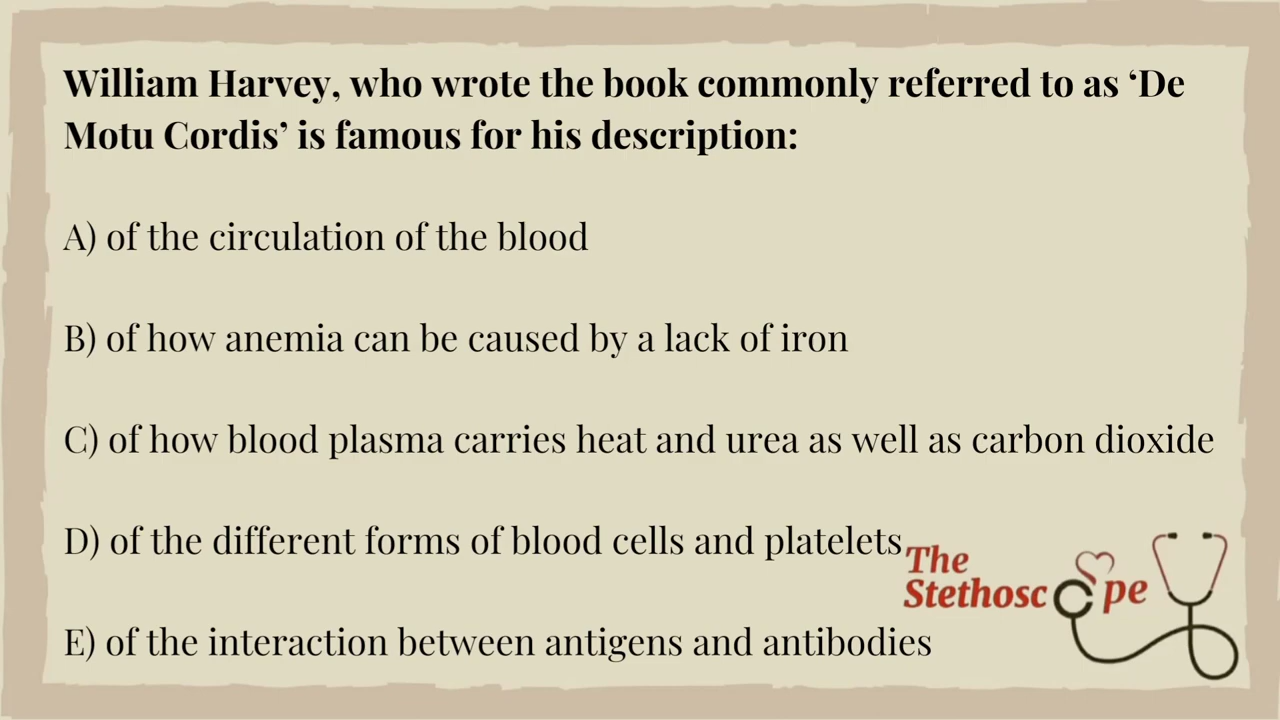 William Harvey, who wrote the book commonly referred to as ‘De
Motu Cordis’ is famous for his description:
A) of the circulation of the blood
B) of how anemia can be caused by a lack of iron
C) of how blood plasma carries heat and urea as well as carbon dioxide
D) of the different forms of blood cells and platelets
The
Stethoscope
E) of the interaction between antigens and antibodies